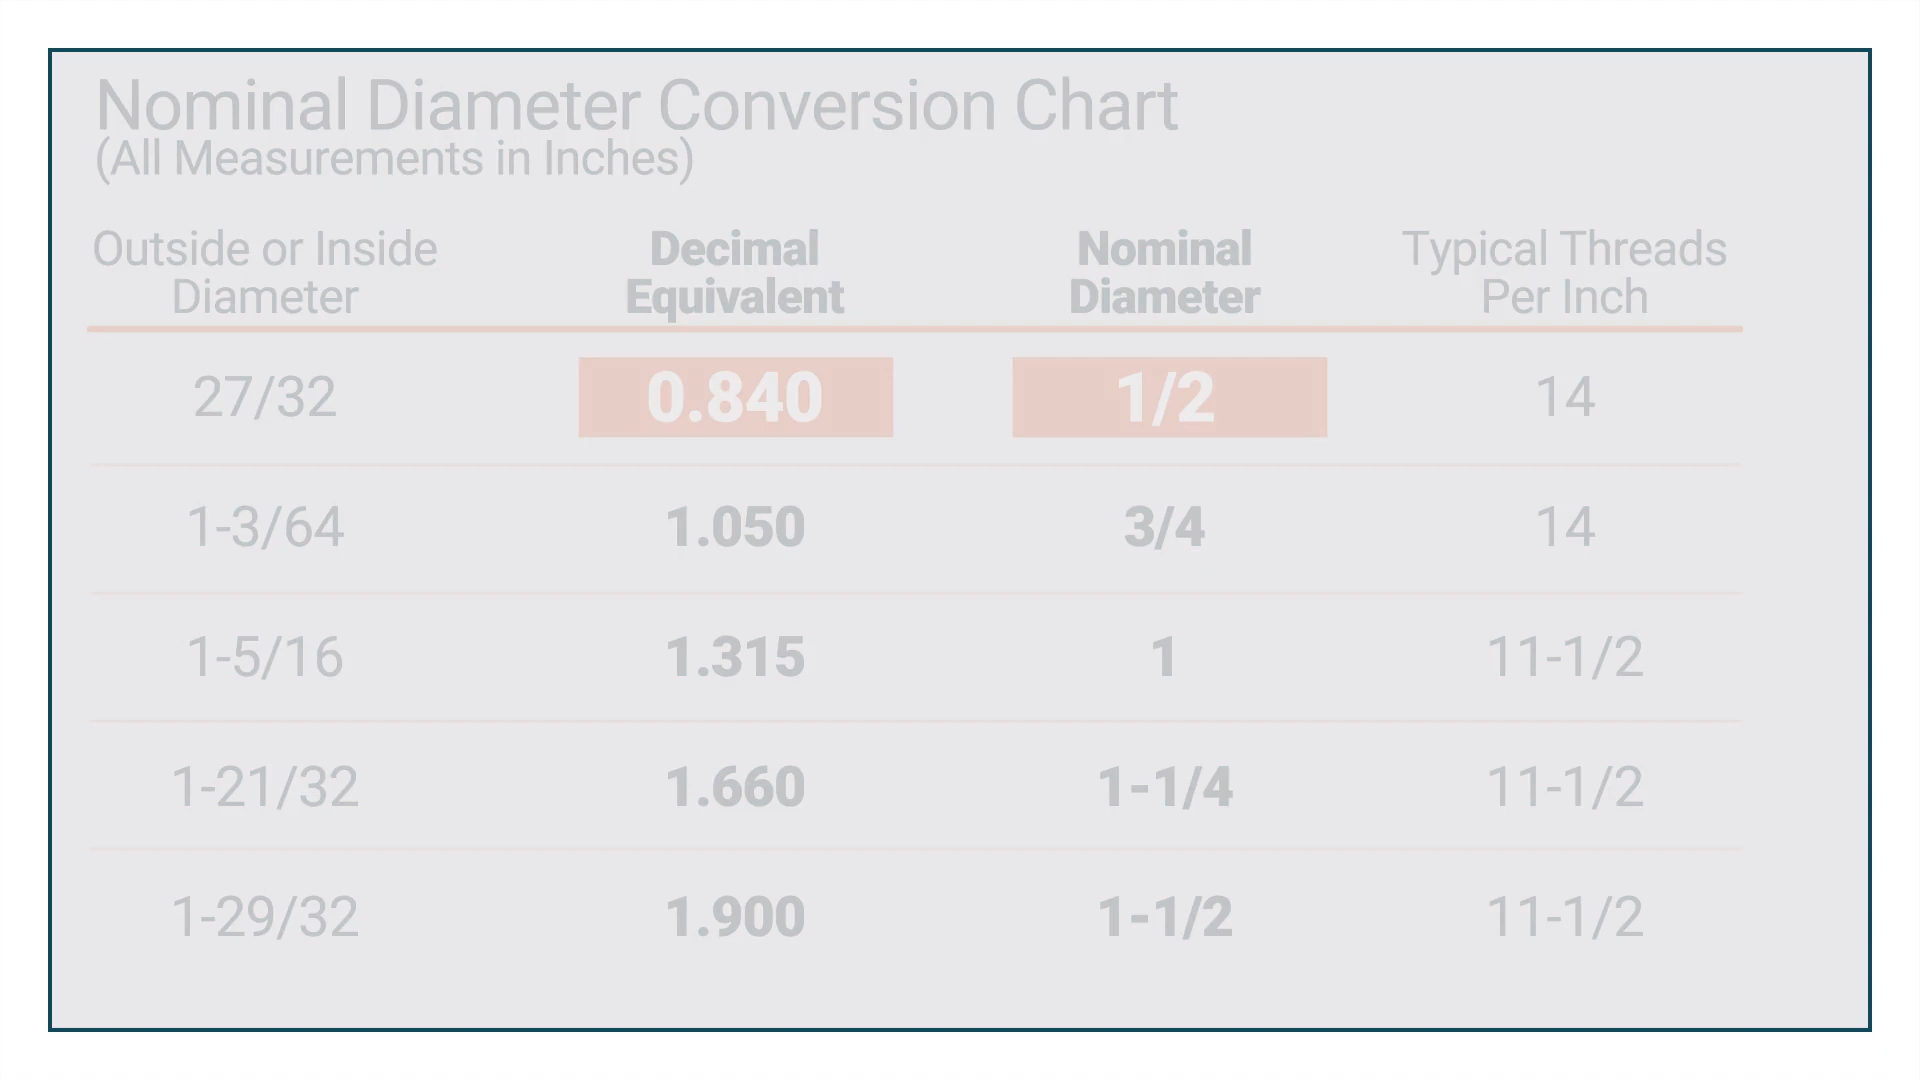 Nominal Diameter Conversion Chart
(All Measurements in Inches)
Outside or Inside Diameter Decimal Equivalent Nominal Diameter Typical Threads Per Inch
27/32 0.840 1/2 14
1-3/64 1.050 3/4 14
1-5/16 1.315 1 11-1/2
1-21/32 1.660 1-1/4 11-1/2
1-29/32 1.900 1-1/2 11-1/2